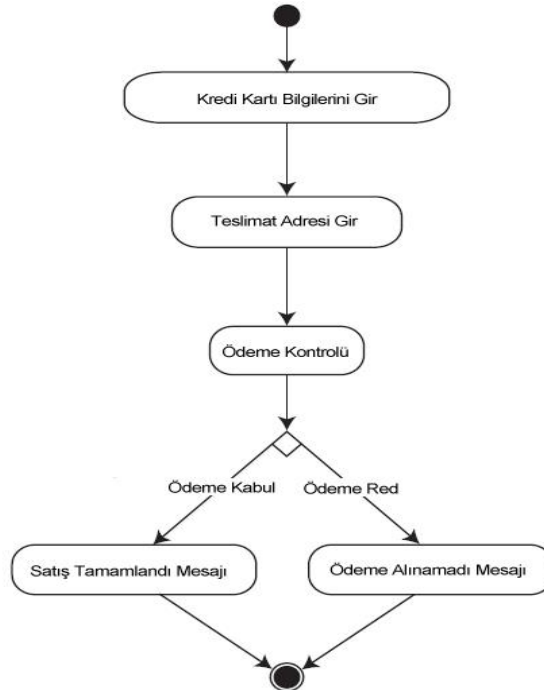 Kredi Kartı Bilgilerini Gir
Teslimat Adresi Gir
Ödeme Kontrolü
Ödeme Kabul
Ödeme Red
Satış Tamamlandı Mesajı
Ödeme Alınamadı Mesajı